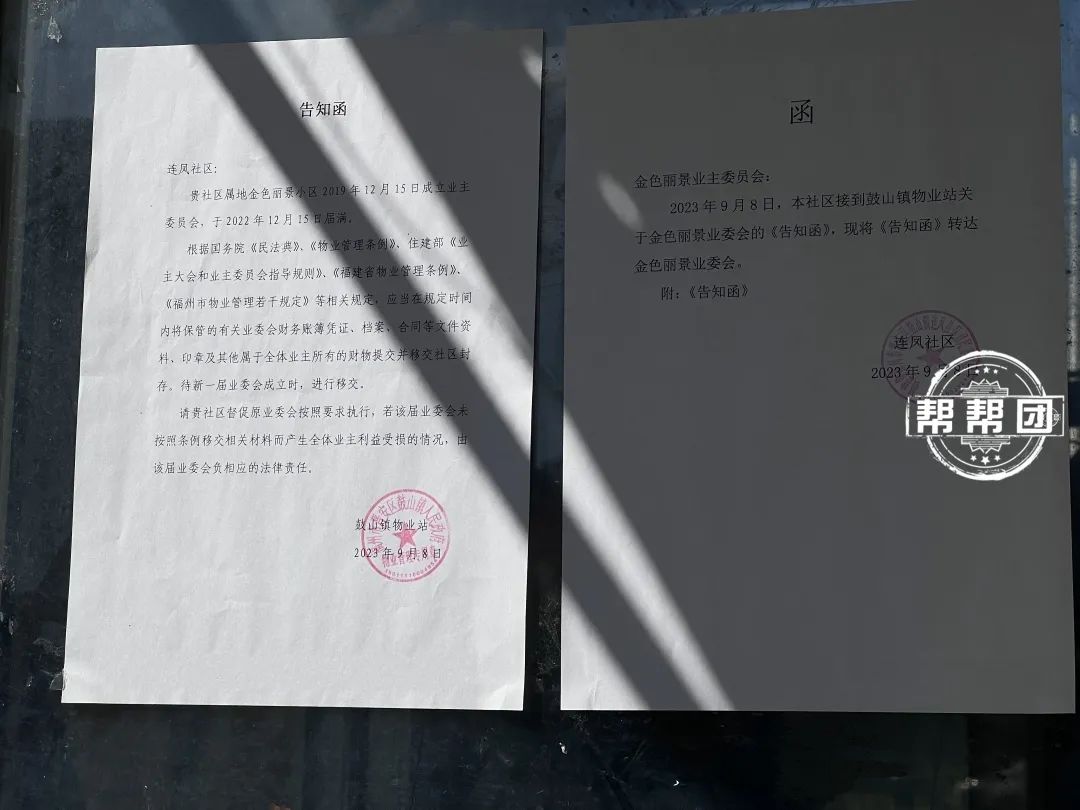 告知函
连凤社区:
贵社区属地金色丽景小区2019年12月15日成立业主
委员会，于2022年12月15日届满。
根据国务院《民法典》、《物业管理条例》、住建部《业
主大会和业主委员会指导规则》、《福建省物业管理条例》、
《福州市物业管理若干规定》等相关规定，应当在规定时间
内将保管的有关业委会财务账簿凭证、档案、合同等文件资
料、印章及其他属于全体业主所有的财物提交并移交社区封
存。待新一届业委会成立时，进行移交。
请贵社区督促原业委会按照要求执行，若该届业委会未
按照条例移交相关材料而产生全体业主利益受损的情况，由
该届业委会负相应的法律责任。
鼓山镇物业站
2023年9月8日
函
金色丽景业主委员会:
2023年9月8日，本社区接到鼓山镇物业站关
于金色丽景业委会的《告知函》，现将《告知函》转达
金色丽景业委会。
附:《告知函》
连凤社区
2023年9月8日
帮帮团